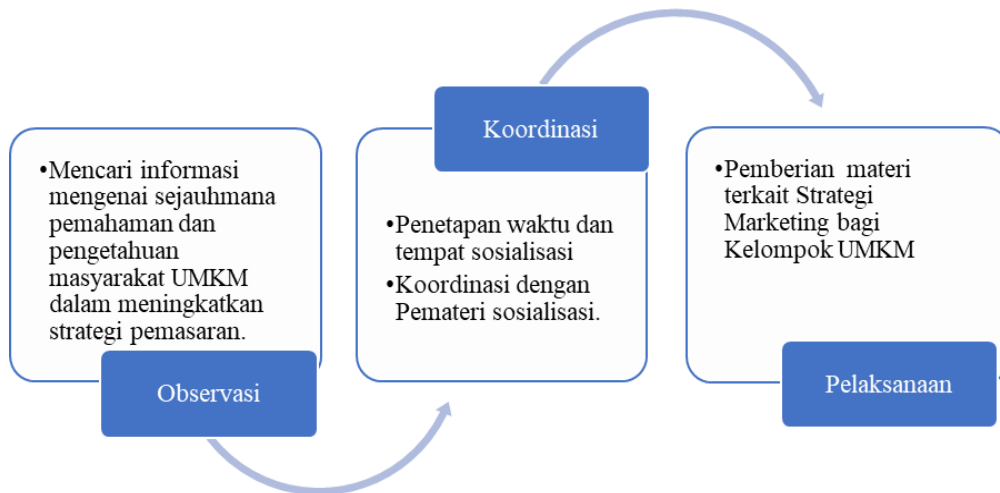 •Mencari informasi
mengenai sejauhmana
pemahaman dan
pengetahuan
masyarakat UMKM
dalam meningkatkan
strategi pemasaran.
Observasi
Koordinasi
•Penetapan waktu dan
tempat sosialisasi
•Koordinasi dengan
Pemateri sosialisasi.
•Pemberian materi
terkait Strategi
Marketing bagi
Kelompok UMKM
Pelaksanaan